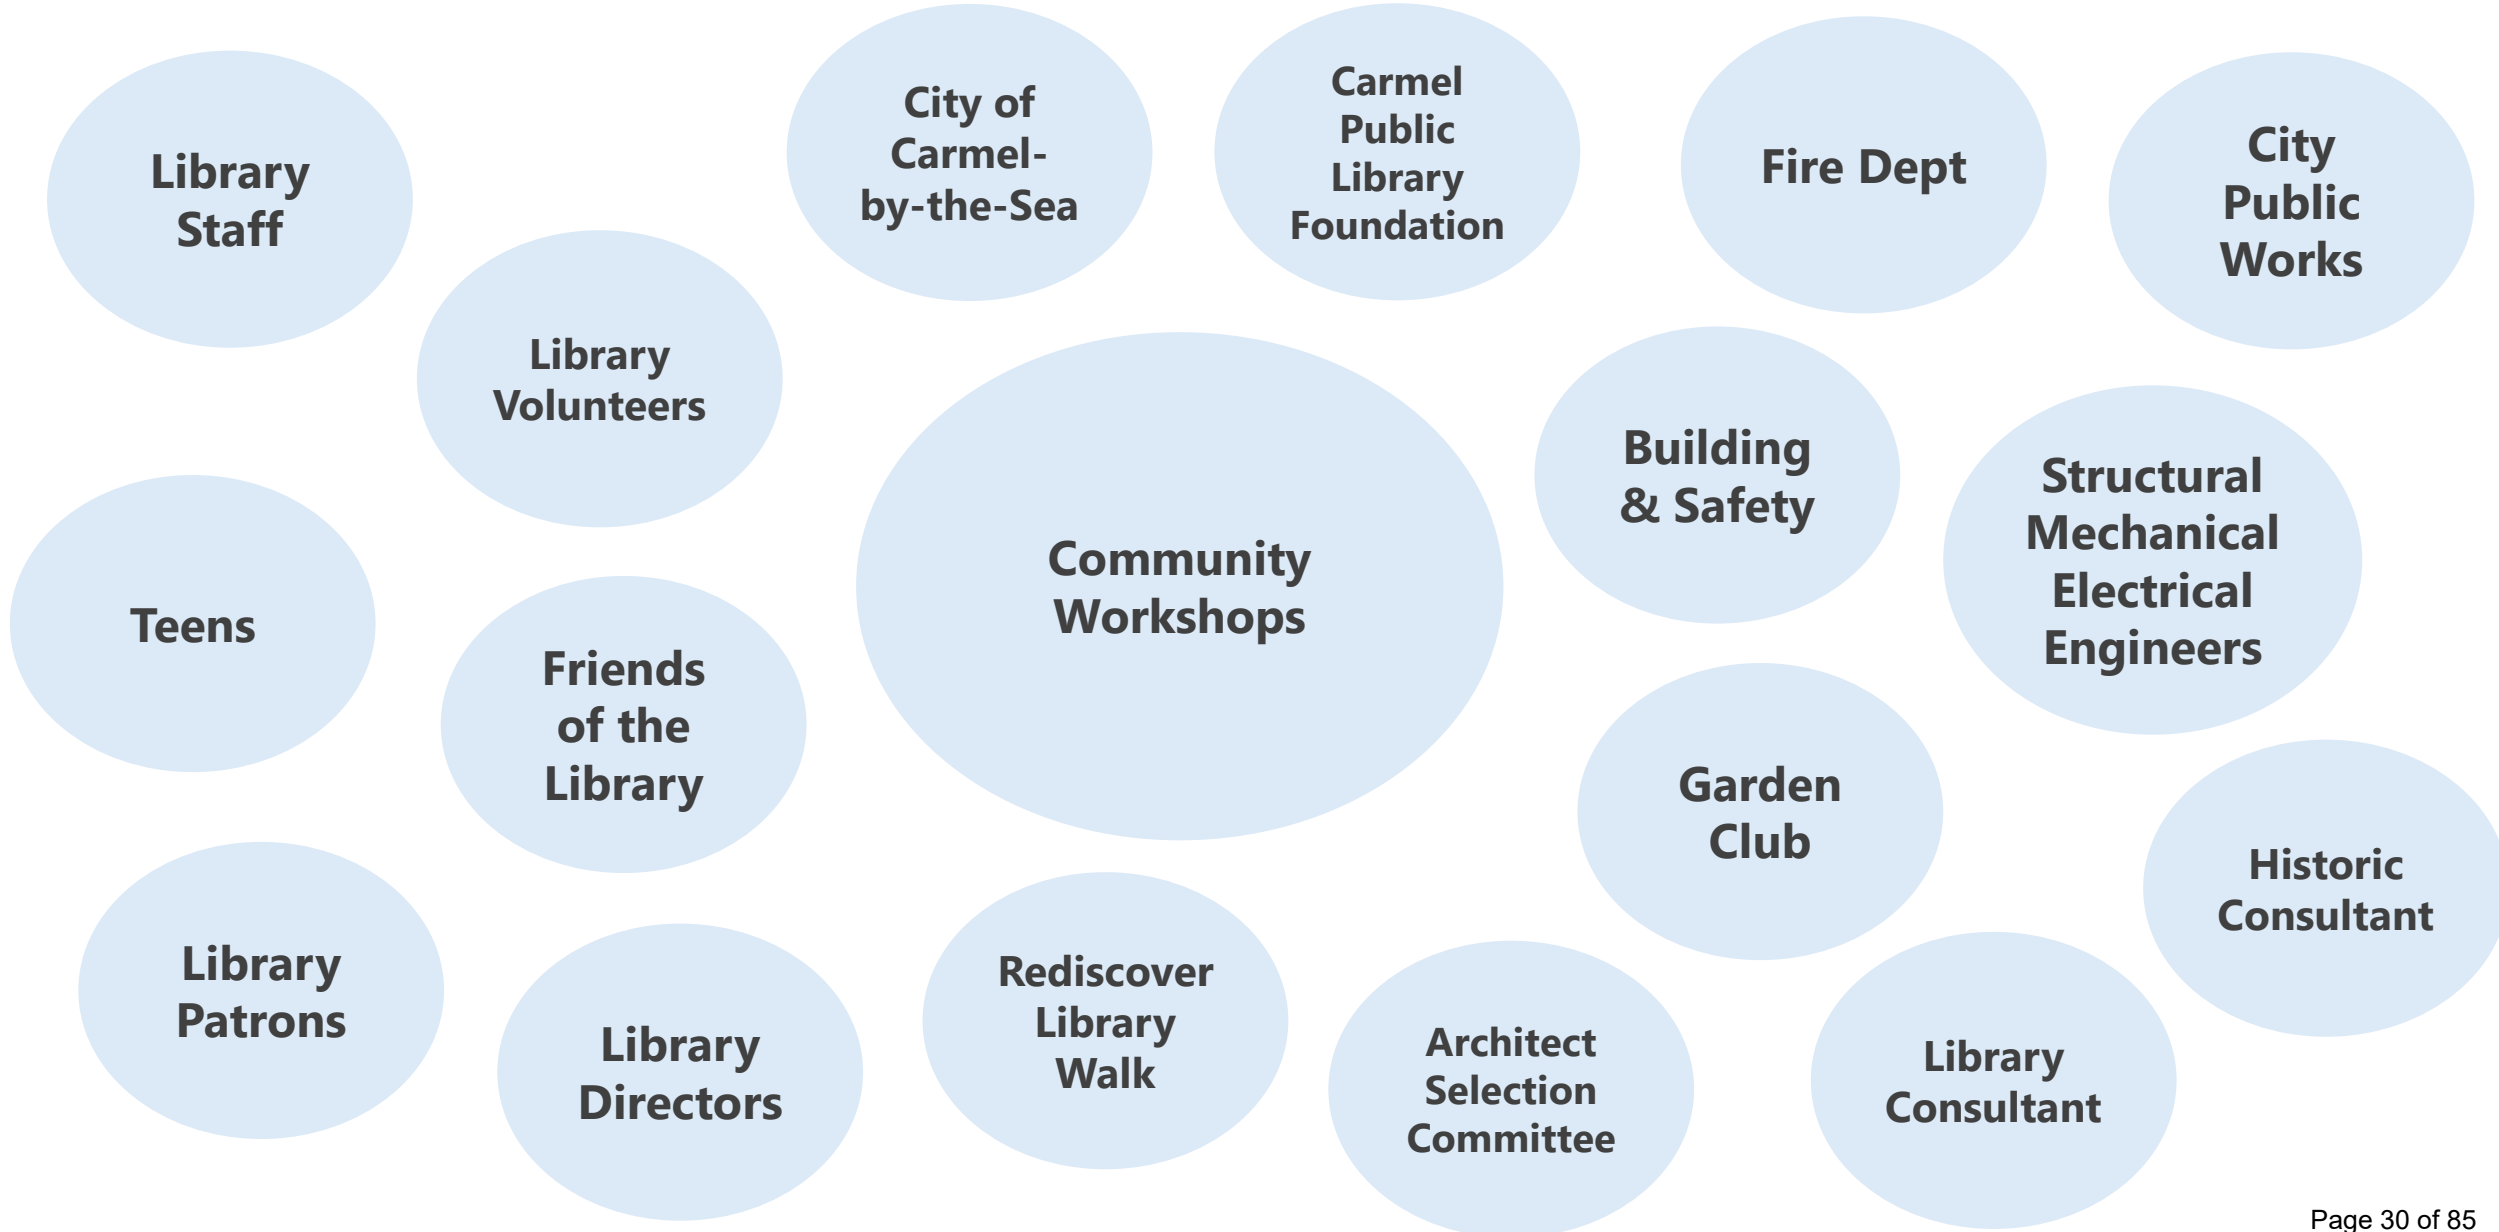 Library
Staff
City of
Carmel-
by-the-Sea
Carmel
Public
Library
Foundation
Fire Dept
City
Public
Works
Library
Volunteers
Community
Workshops
Building
& Safety
Structural
Mechanical
Electrical
Engineers
Teens
Friends
of the
Library
Garden
Club
Historic
Consultant
Library
Patrons
Library
Directors
Rediscover
Library
Walk
Architect
Selection
Committee
Library
Consultant
Page 30 of 85